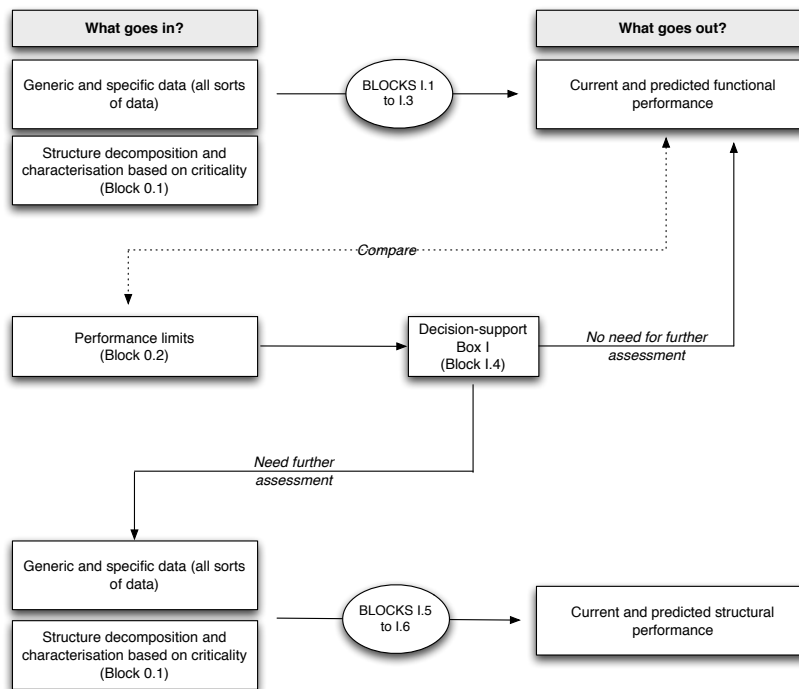 What goes in?
What goes out?
Generic and specific data (all sorts
of data)
BLOCKS I.1
to I.3
Current and predicted functional
performance
Structure decomposition and
characterisation based on criticality
(Block 0.1)
Compare
Performance limits
(Block 0.2)
Decision-support
Box I
(Block I.4)
No need for further
assessment
Need further
assessment
Generic and specific data (all sorts
of data)
BLOCKS I.5
to I.6
Current and predicted structural
performance
Structure decomposition and
characterisation based on criticality
(Block 0.1)